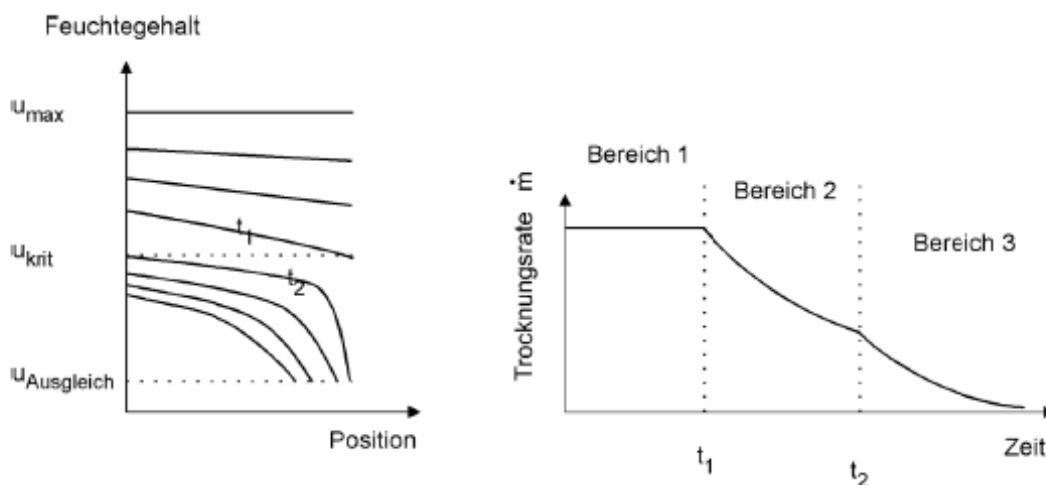 Feuchtegehalt
u_max
t_1
u_krit
t_2
u_Ausgleich
Position
Bereich 1
Bereich 2
Bereich 3
Trocknungsrate ṁ
Zeit
t_1
t_2